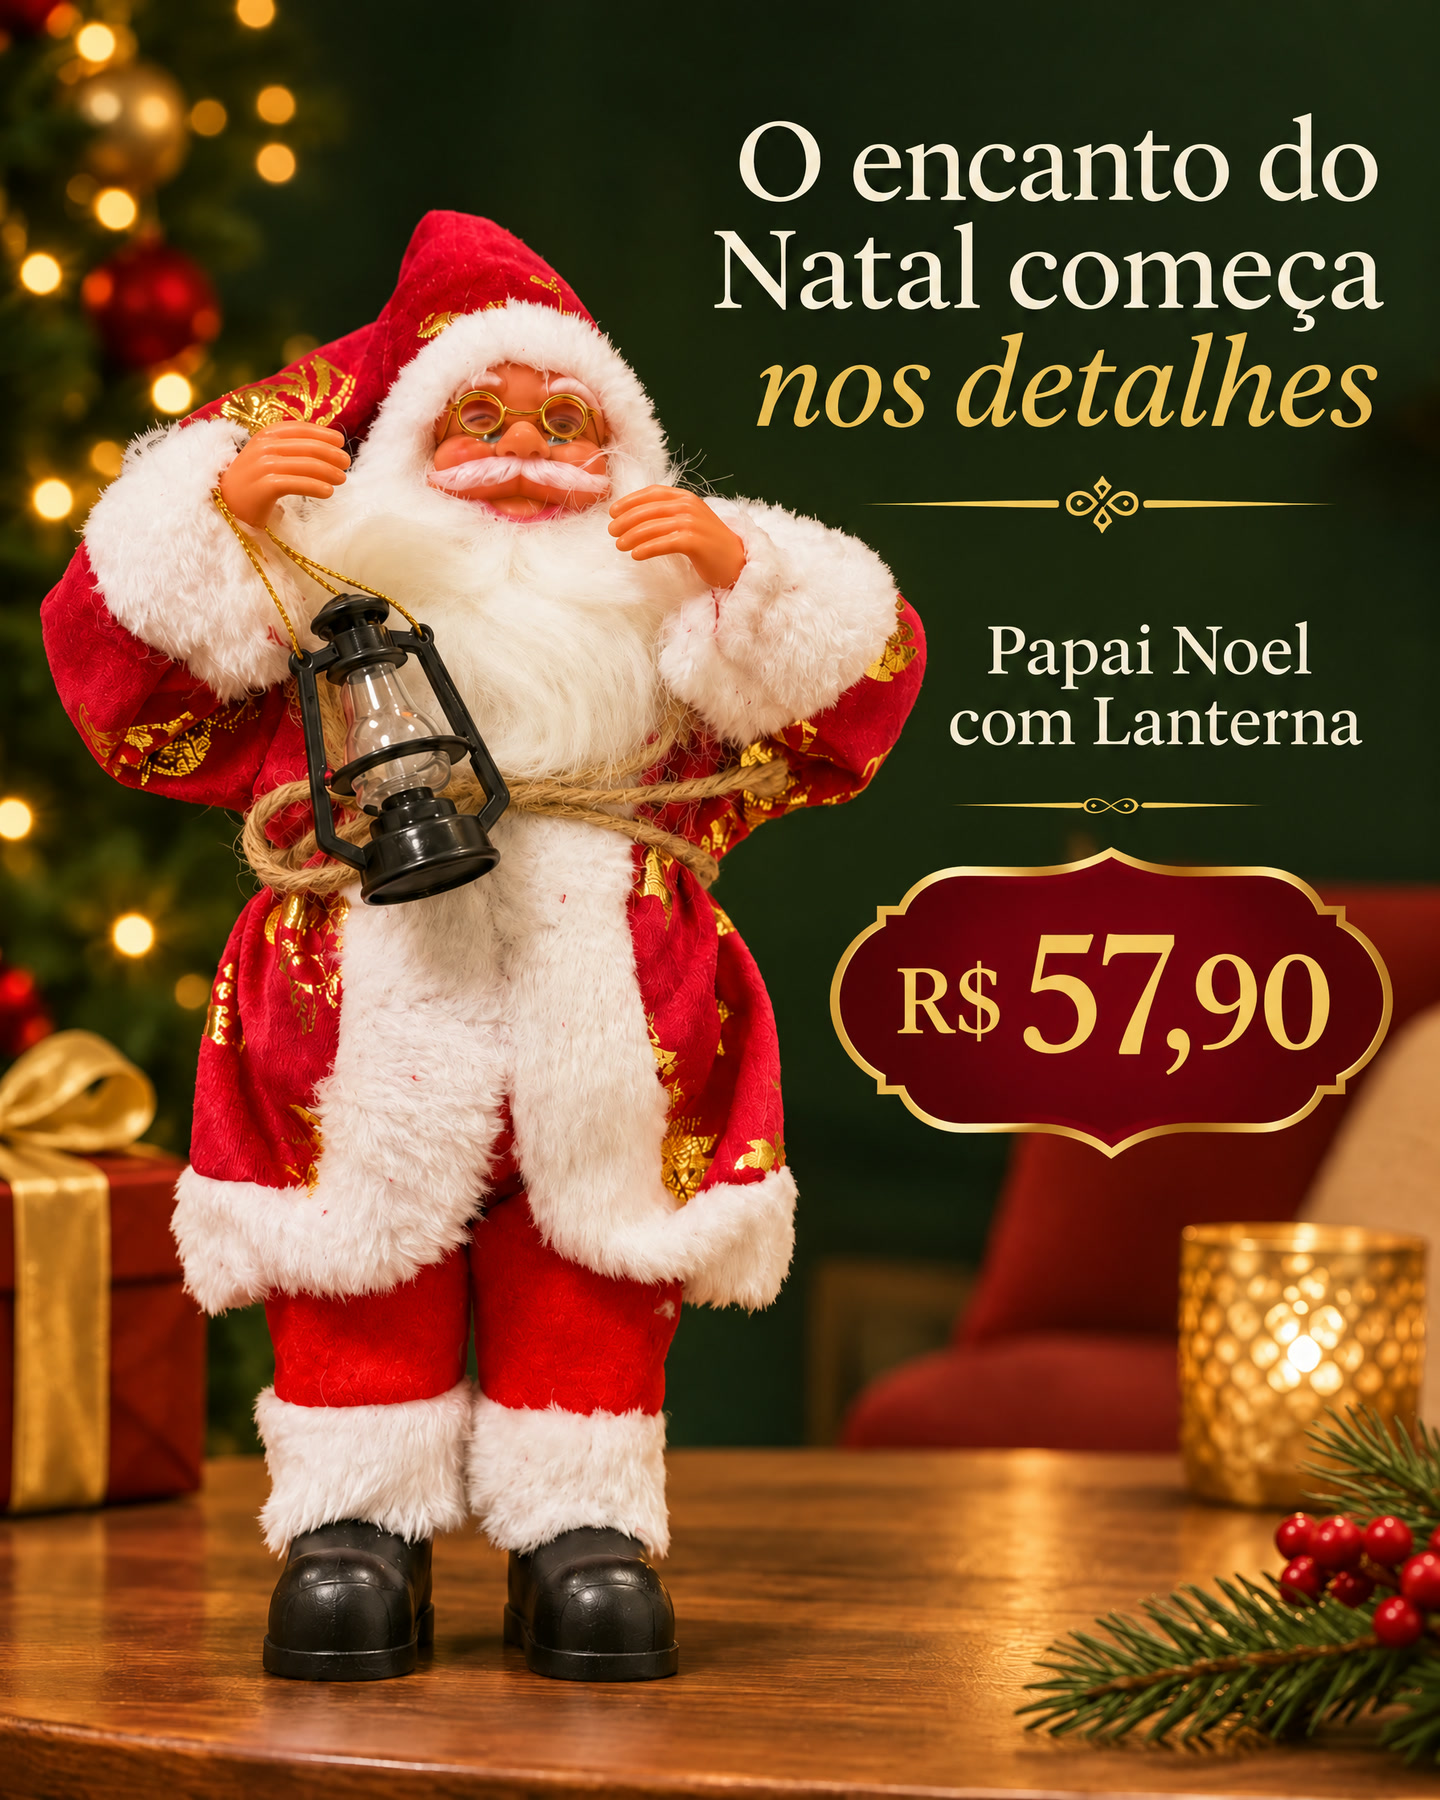 O encanto do
Natal começa
nos detalhes
Papai Noel
com Lanterna
R$ 57,90